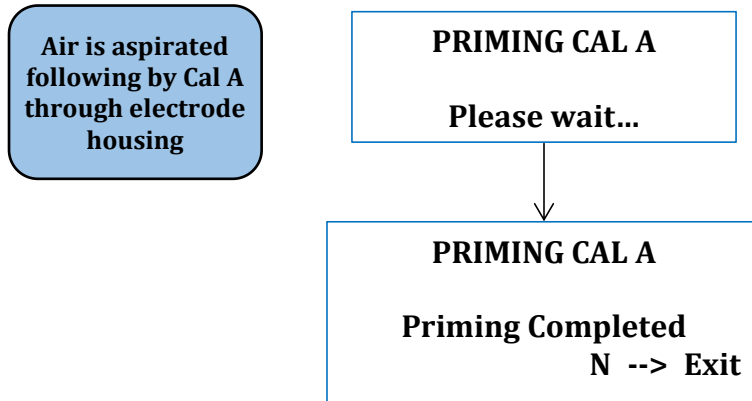 Air is aspirated
following by Cal A
through electrode
housing
PRIMING CAL A
Please wait...
PRIMING CAL A
Priming Completed
N --> Exit